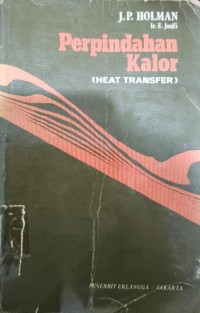 J.P. HOLMAN
Ir. E. Jasjfi
Perpindahan
Kalor
(HEAT TRANSFER)
PENERBIT ERLANGGA - JAKARTA